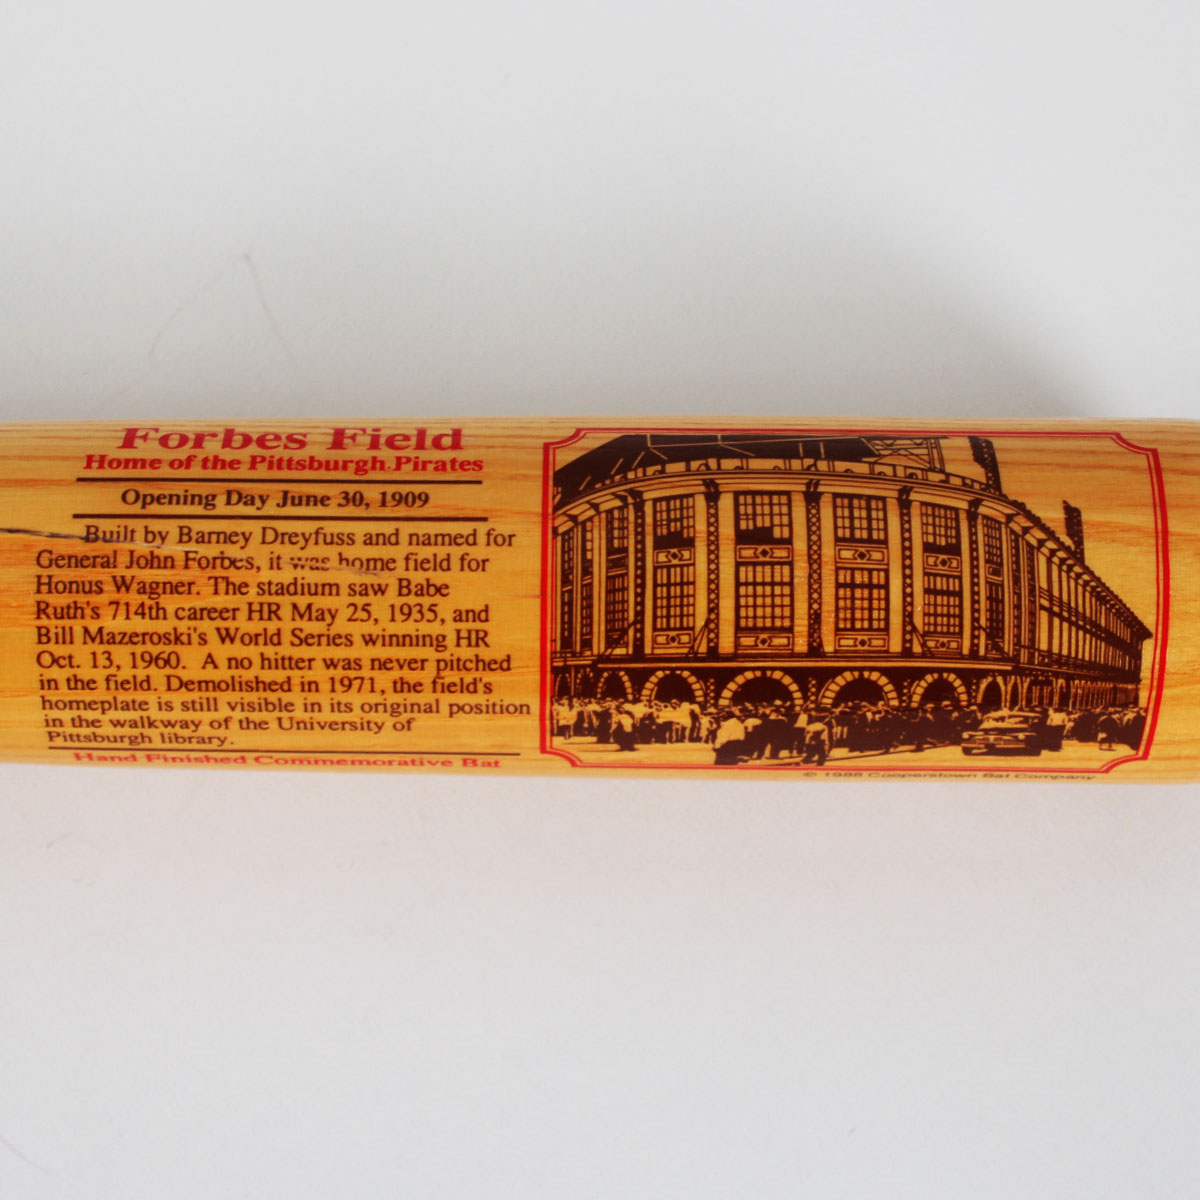 Forbes Field
Home of the Pittsburgh Pirates
Opening Day June 30, 1909
Built by Barney Dreyfuss and named for
General John Forbes, it was home field for
Honus Wagner. The stadium saw Babe
Ruth's 714th career HR May 25, 1935, and
Bill Mazeroski's World Series winning HR
Oct. 13, 1960. A no hitter was never pitched
in the field. Demolished in 1971, the field's
homeplate is still visible in its original position
in the walkway of the University of
Pittsburgh library.
Hand Finished Commemorative Bat
© 1988 Cooperstown Bat Company